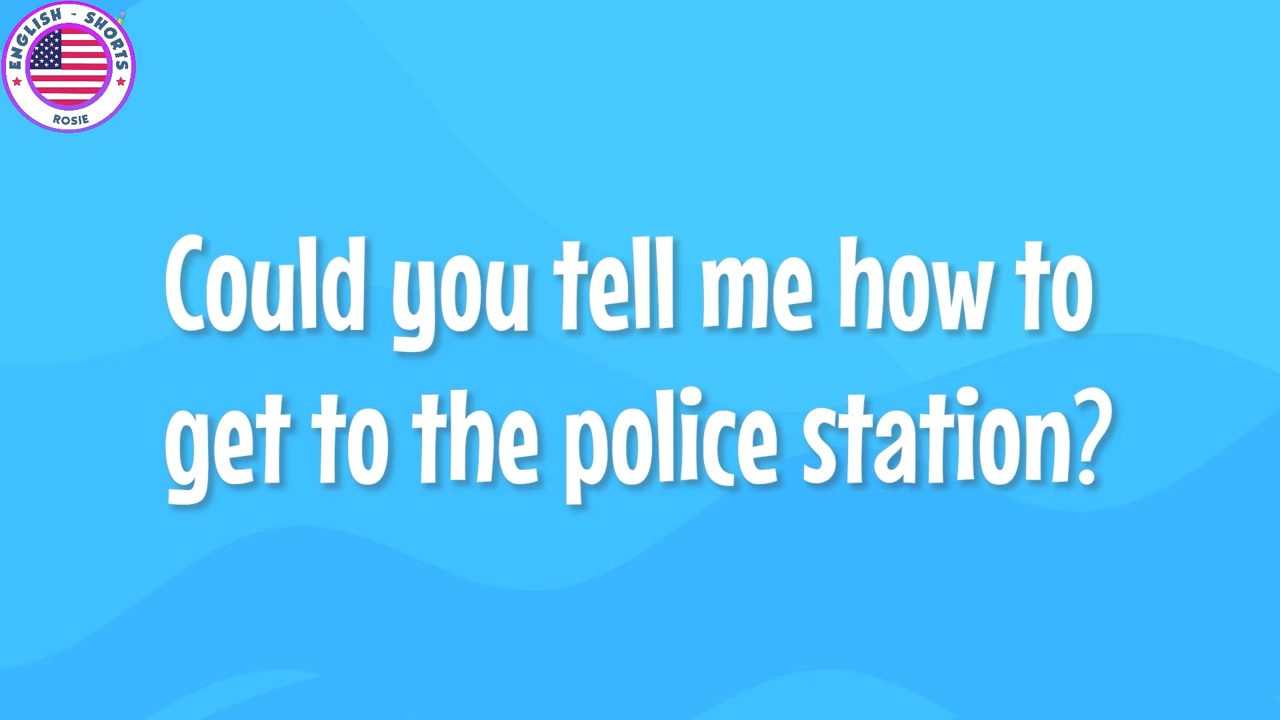 ENGLISH - SHORTS
ROSIE
Could you tell me how to
get to the police station?